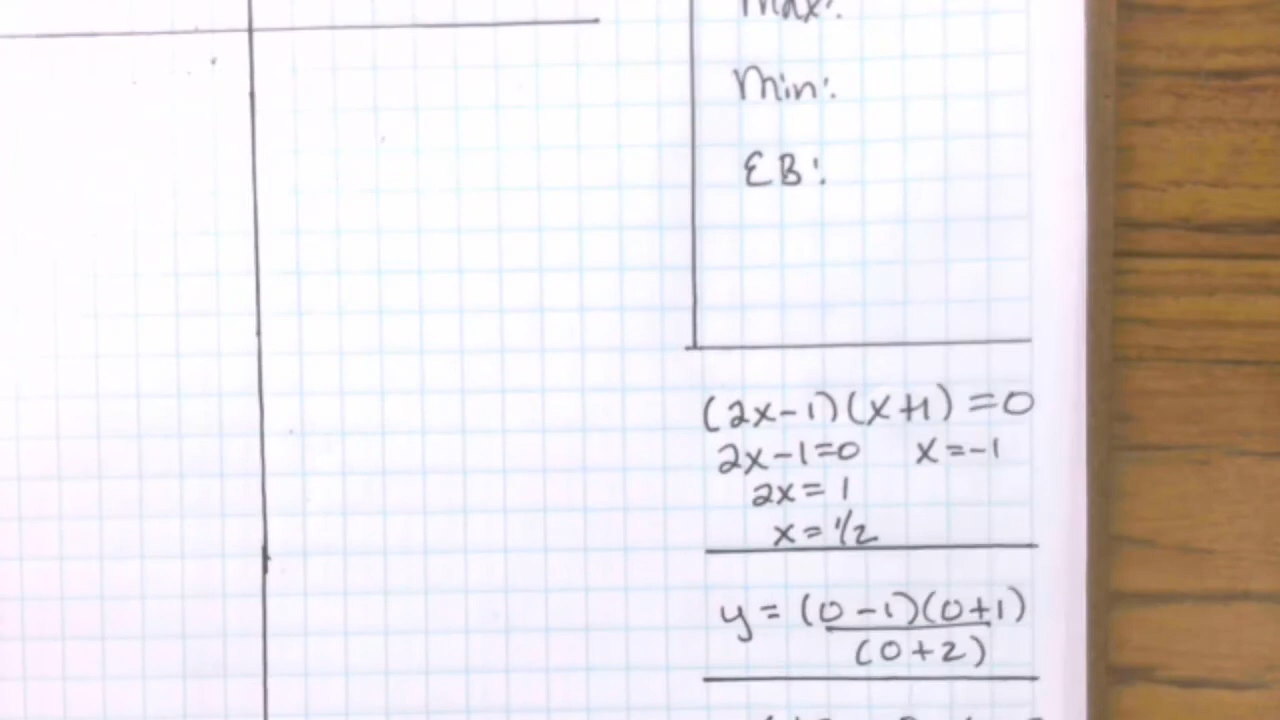 Max:
Min:
EB:
(2x-1)(x+1)=0
2x-1=0 x=-1
2x=1
x=1/2
y = (0-1)(0+1)
(0+2)